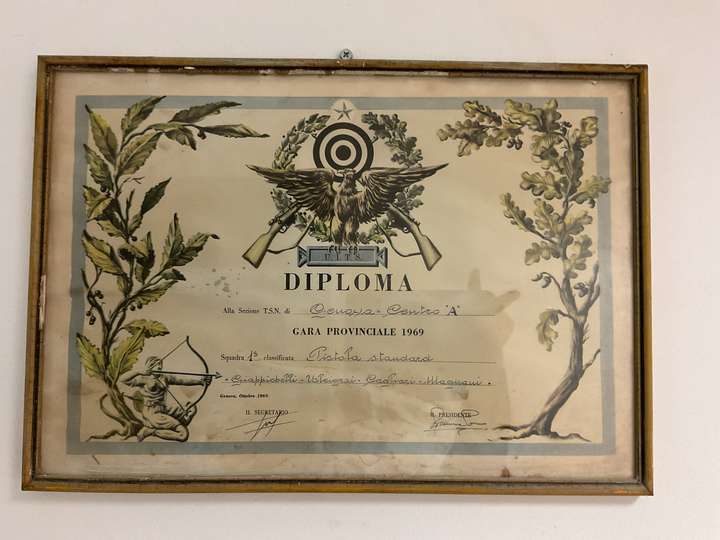 U.I.T.S.
DIPLOMA
Alla Sezione T.S.N. di Genova - Centro "A"
GARA PROVINCIALE 1969
Squadra 1ª classificata Pistola standard
Magnani
Genova, Ottobre 1969
IL SEGRETARIO IL PRESIDENTE